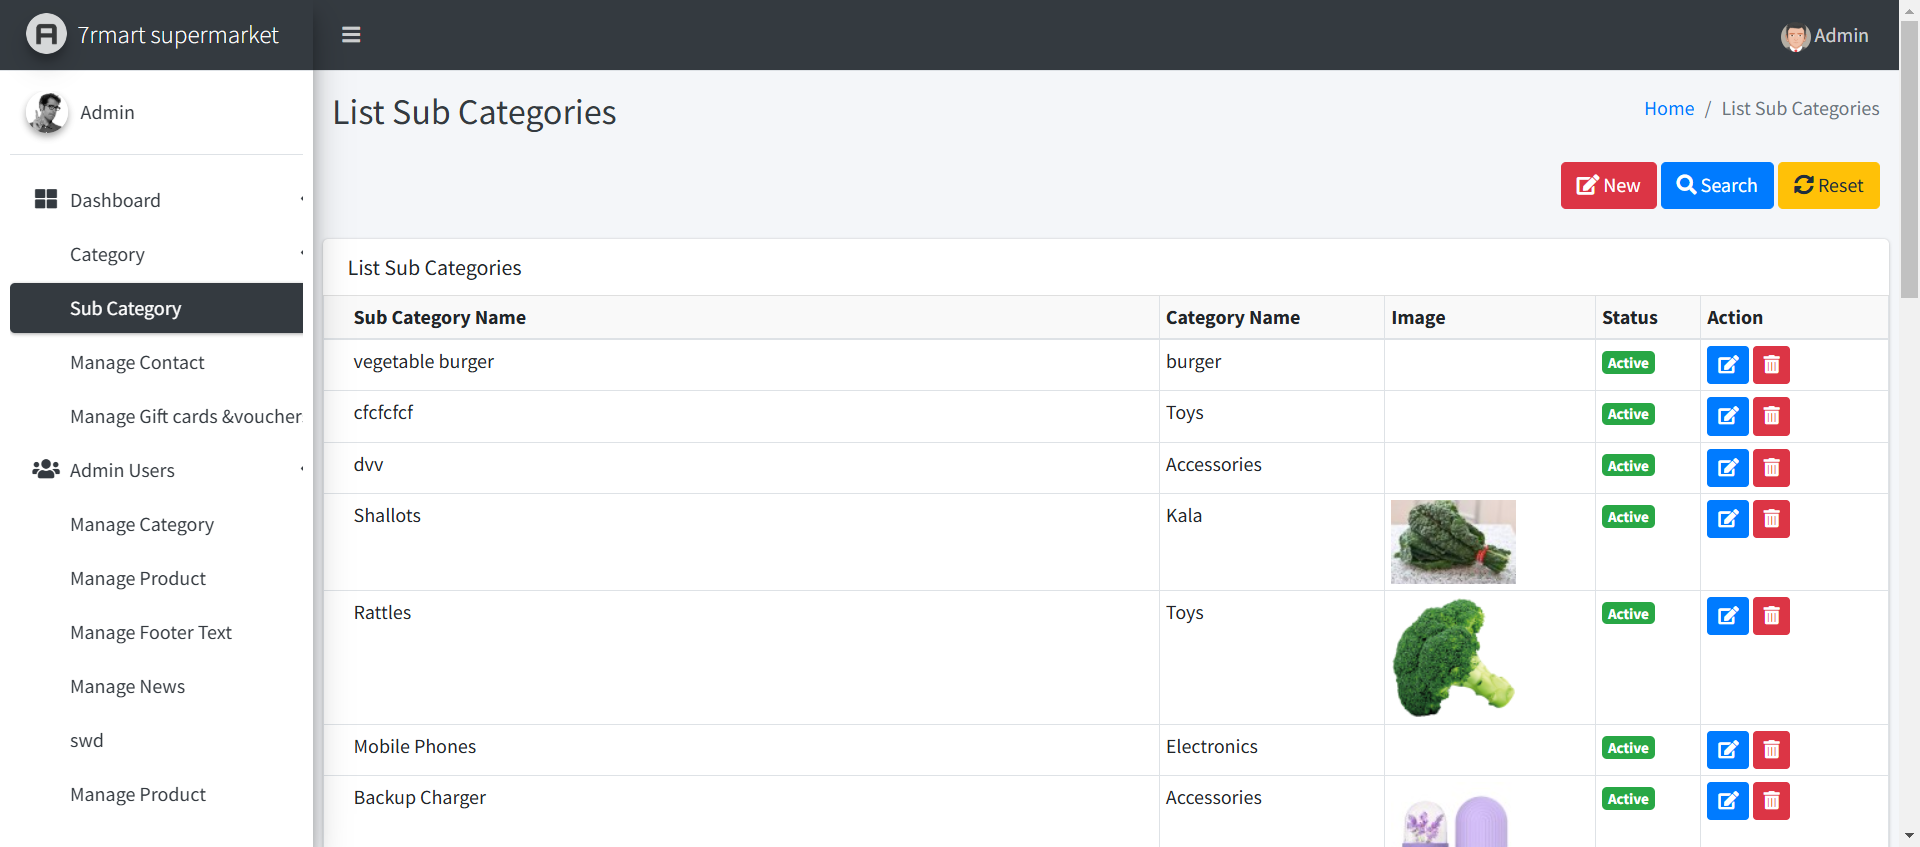 7rmart supermarket
Admin
Admin
List Sub Categories
Home / List Sub Categories
New
Search
Reset
Dashboard
Category
Sub Category
Manage Contact
Manage Gift cards &voucher
Admin Users
Manage Category
Manage Product
Manage Footer Text
Manage News
swd
Manage Product
List Sub Categories
Sub Category Name Category Name Image Status Action
vegetable burger burger Active
cfcfcfcf Toys Active
dvv Accessories Active
Shallots Kala Active
Rattles Toys Active
Mobile Phones Electronics Active
Backup Charger Accessories Active